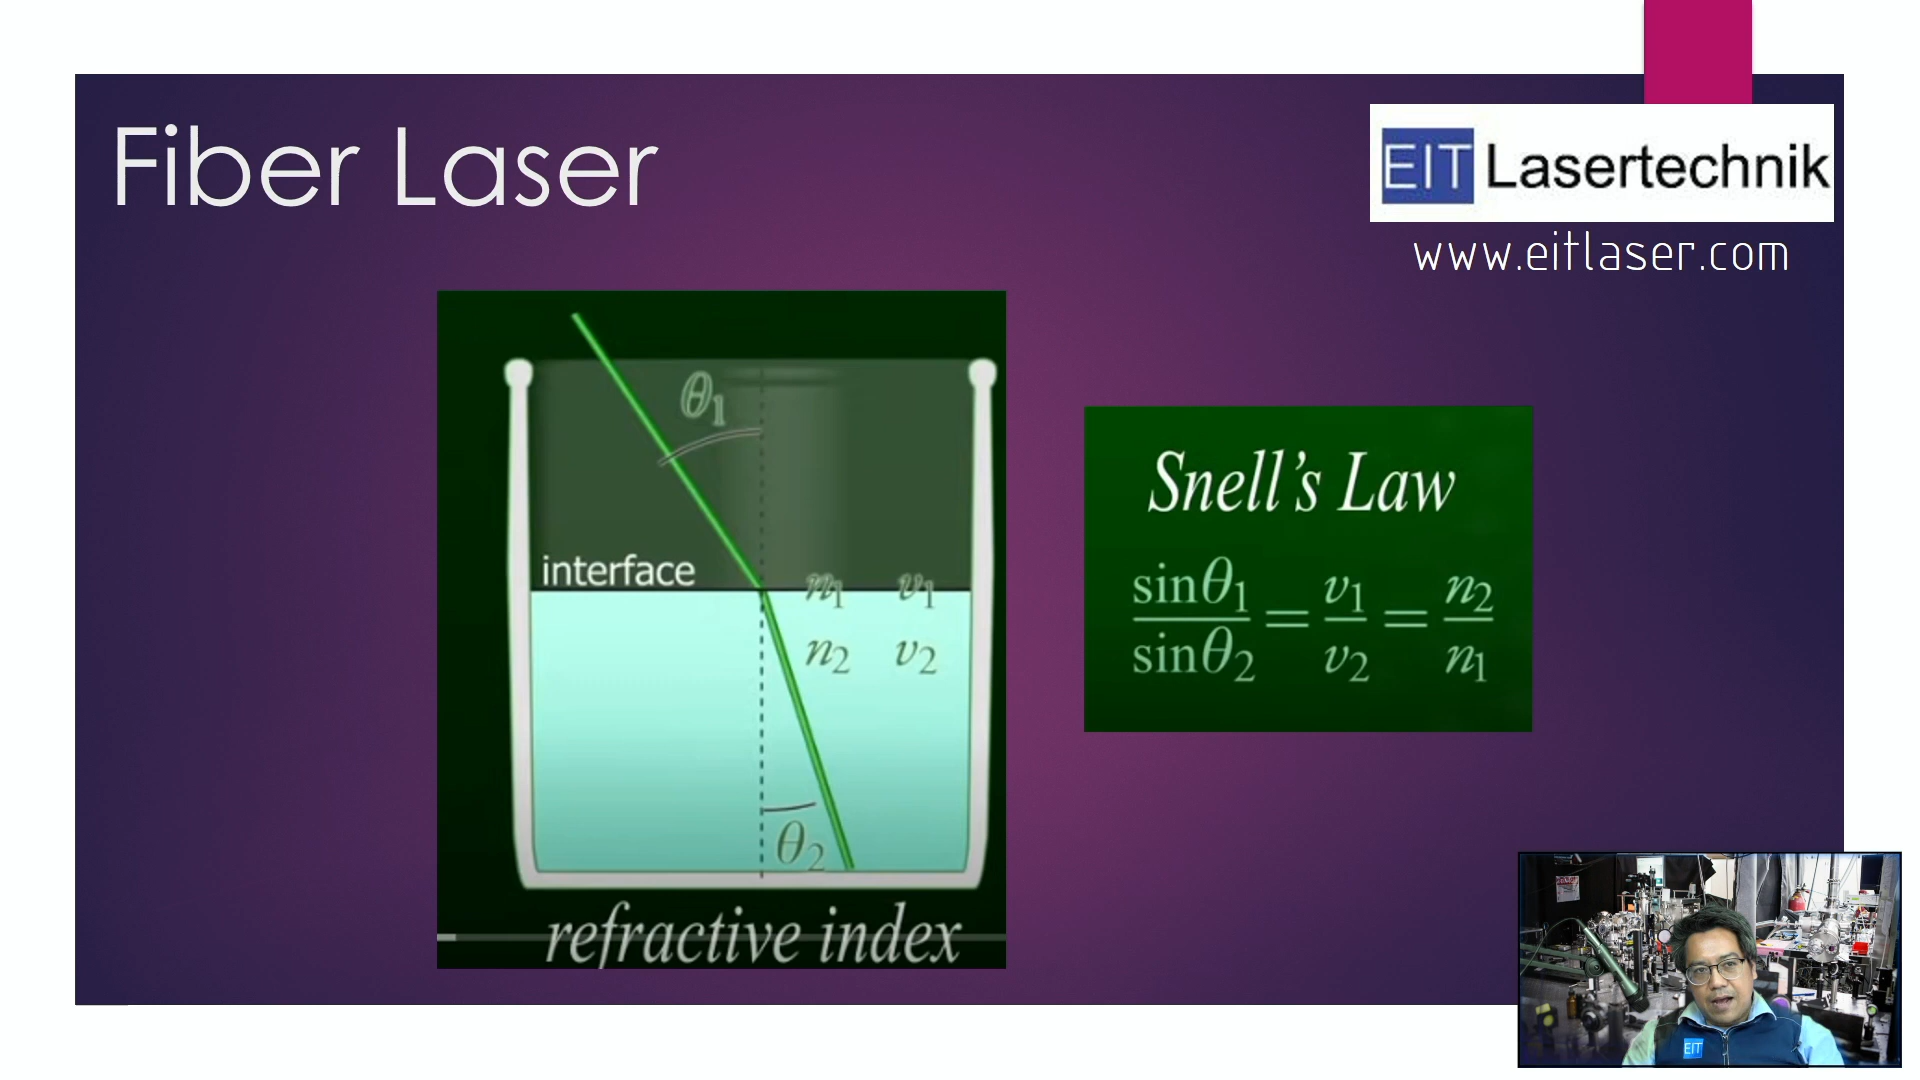 Fiber Laser
EIT Lasertechnik
www.eitlaser.com
θ1
interface
n1 v1
n2 v2
θ2
refractive index
Snell's Law
sinθ1 / sinθ2 = v1 / v2 = n2 / n1
EIT